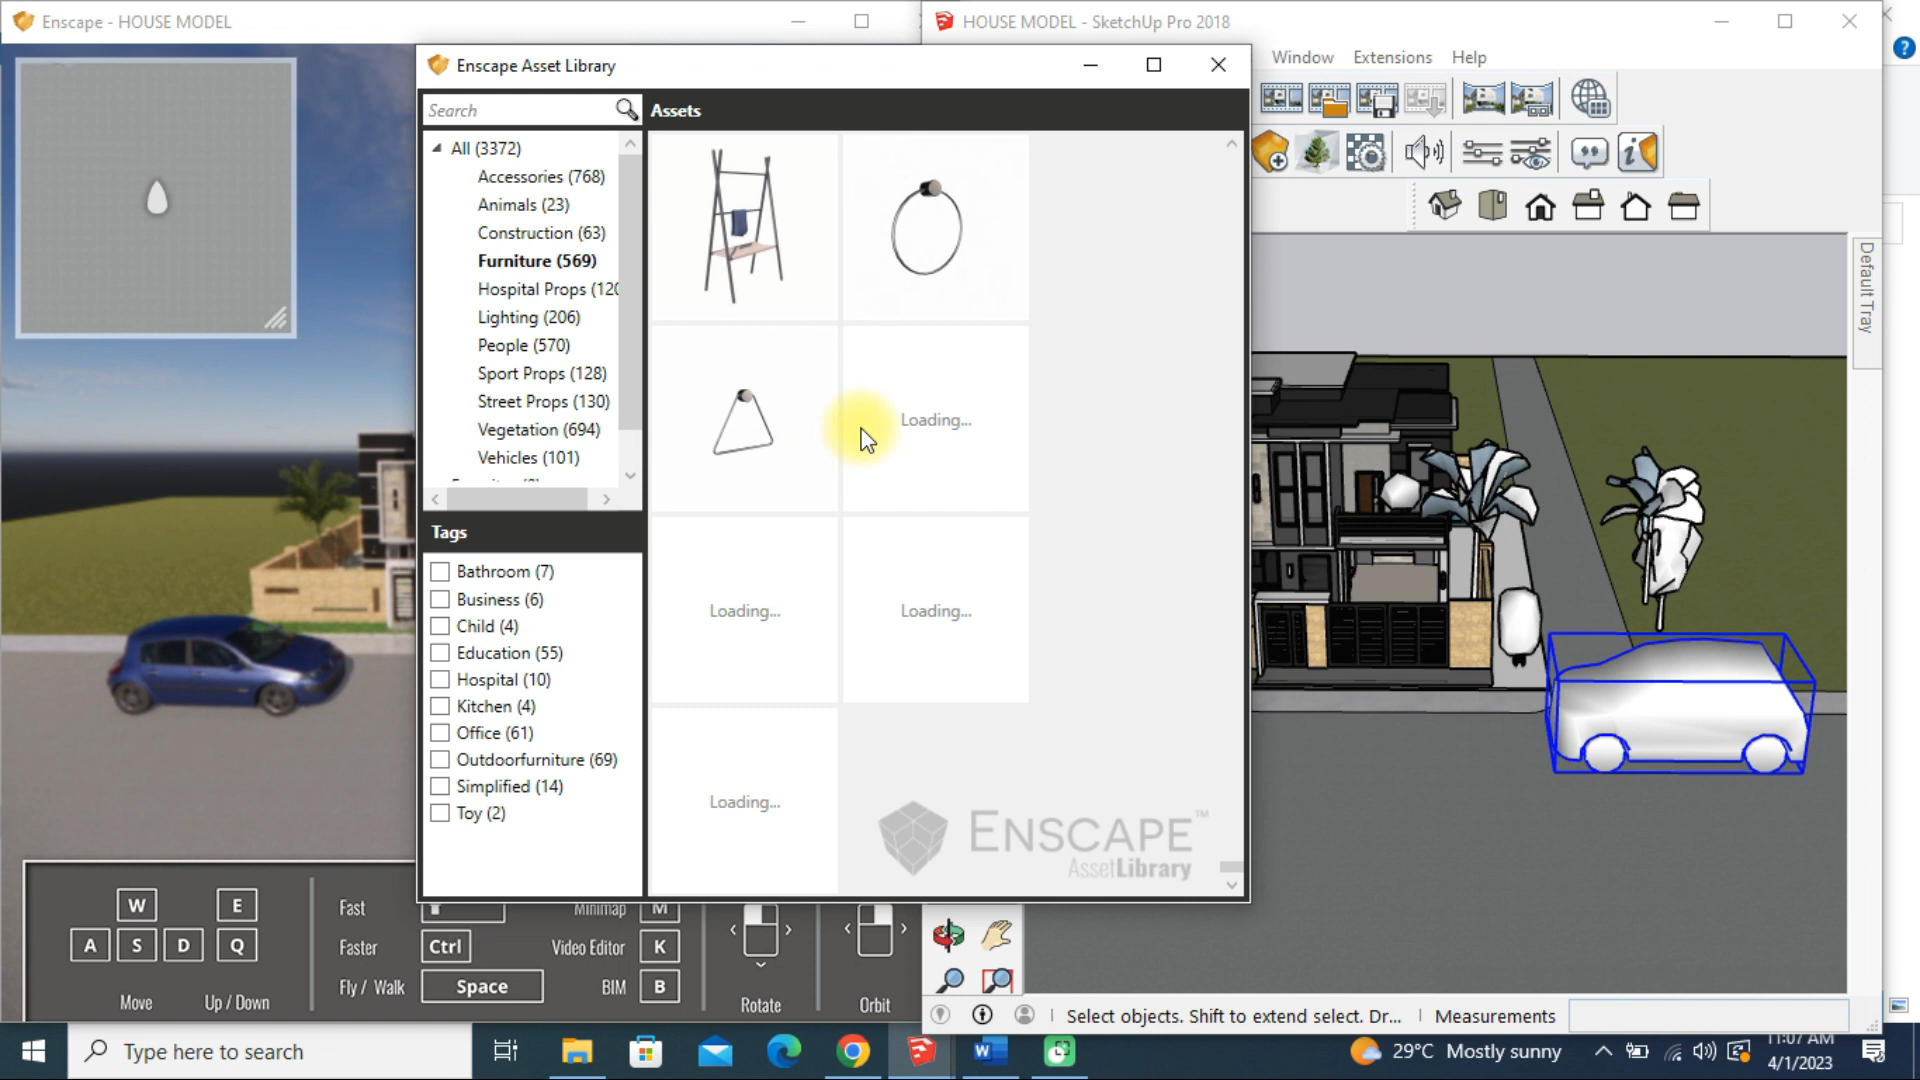 Enscape - HOUSE MODEL
HOUSE MODEL - SketchUp Pro 2018
Window Extensions Help
Enscape Asset Library
Search
Assets
All (3372)
Accessories (768)
Animals (23)
Construction (63)
Furniture (569)
Hospital Props (120
Lighting (206)
People (570)
Sport Props (128)
Street Props (130)
Vegetation (694)
Vehicles (101)
Tags
Bathroom (7)
Business (6)
Child (4)
Education (55)
Hospital (10)
Kitchen (4)
Office (61)
Outdoorfurniture (69)
Simplified (14)
Toy (2)
Loading...
Loading...
Loading...
Loading...
ENSCAPE™
AssetLibrary
Default Tray
W E
A S D Q
Move Up / Down
Fast
Faster Ctrl
Fly / Walk Space
Minimap M
Video Editor K
BIM B
Rotate
Orbit
Select objects. Shift to extend select. Dr...
Measurements
Type here to search
29°C Mostly sunny
11:07 AM
4/1/2023